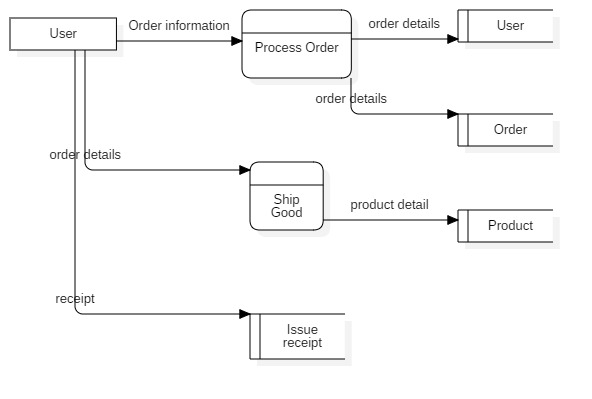 User
Order information
Process Order
order details
User
order details
Order
order details
Ship
Good
product detail
Product
receipt
Issue
receipt